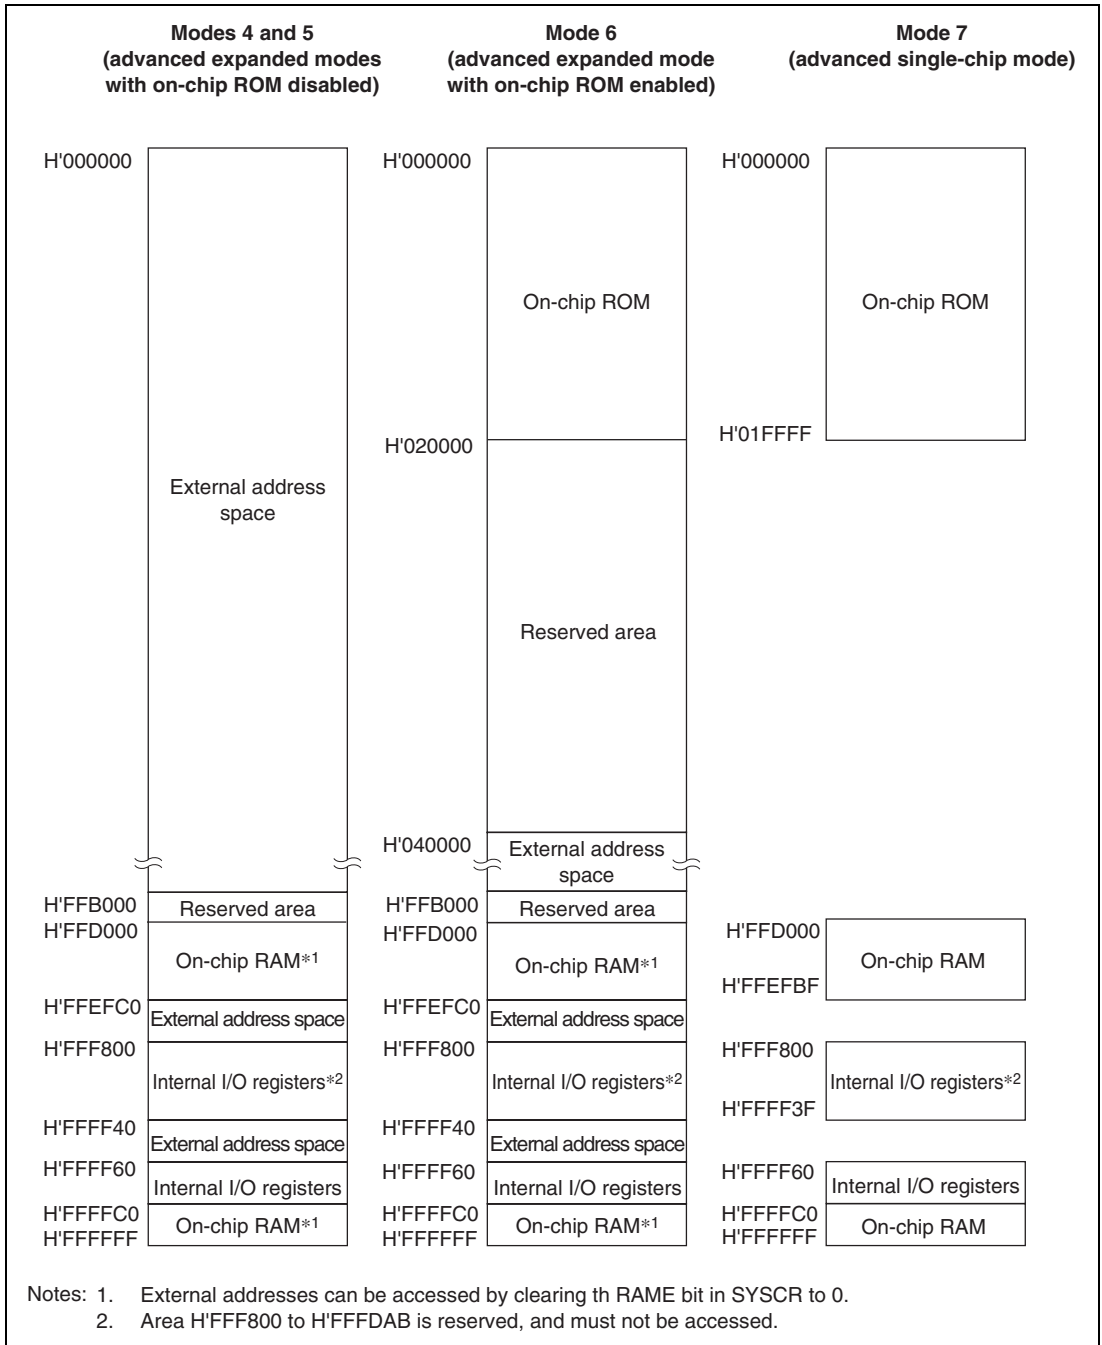 Modes 4 and 5
(advanced expanded modes
with on-chip ROM disabled)
Mode 6
(advanced expanded mode
with on-chip ROM enabled)
Mode 7
(advanced single-chip mode)
H'000000
External address
space
H'FFB000
Reserved area
H'FFD000
On-chip RAM*1
H'FFEFC0
External address space
H'FFF800
Internal I/O registers*2
H'FFFF40
External address space
H'FFFF60
Internal I/O registers
H'FFFFC0
On-chip RAM*1
H'FFFFFF
H'000000
On-chip ROM
H'020000
Reserved area
H'040000
External address
space
H'FFB000
Reserved area
H'FFD000
On-chip RAM*1
H'FFEFC0
External address space
H'FFF800
Internal I/O registers*2
H'FFFF40
External address space
H'FFFF60
Internal I/O registers
H'FFFFC0
On-chip RAM*1
H'FFFFFF
H'000000
On-chip ROM
H'01FFFF
H'FFD000
On-chip RAM
H'FFEFBF
H'FFF800
Internal I/O registers*2
H'FFFF3F
H'FFFF60
Internal I/O registers
H'FFFFC0
On-chip RAM
H'FFFFFF
Notes: 1. External addresses can be accessed by clearing th RAME bit in SYSCR to 0.
2. Area H'FFF800 to H'FFFDAB is reserved, and must not be accessed.